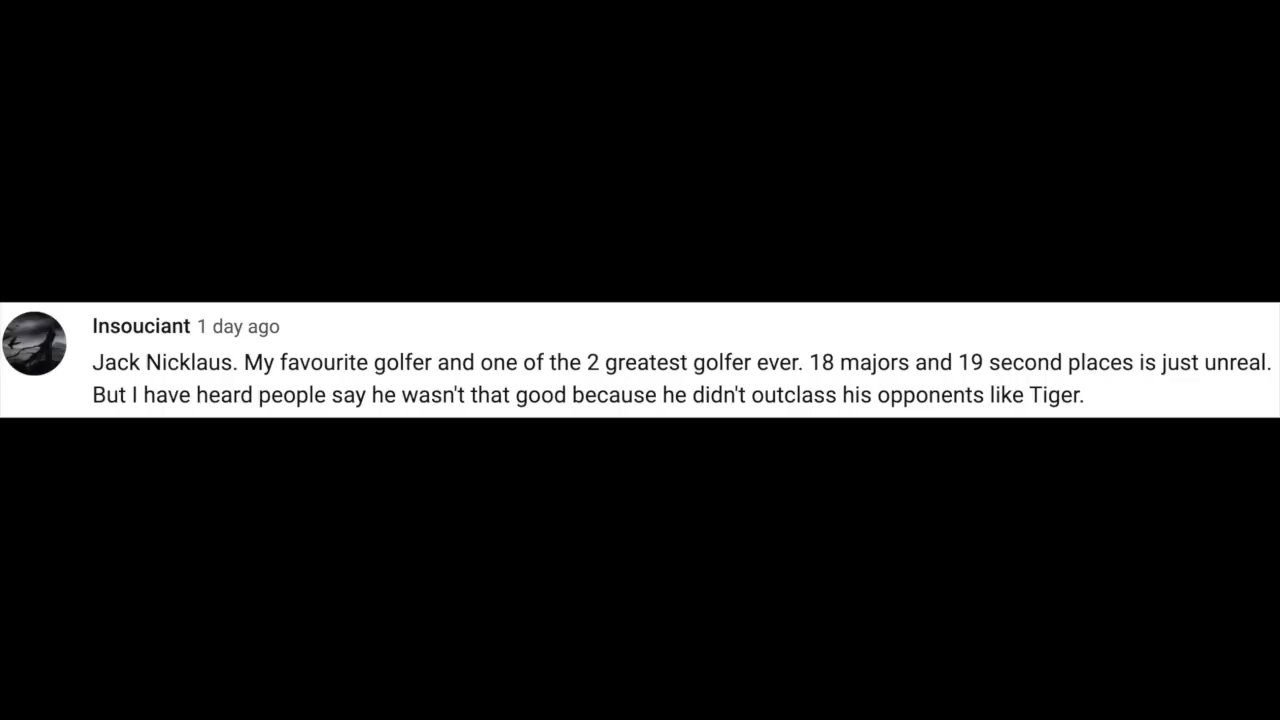 Insouciant 1 day ago
Jack Nicklaus. My favourite golfer and one of the 2 greatest golfer ever. 18 majors and 19 second places is just unreal.
But I have heard people say he wasn't that good because he didn't outclass his opponents like Tiger.